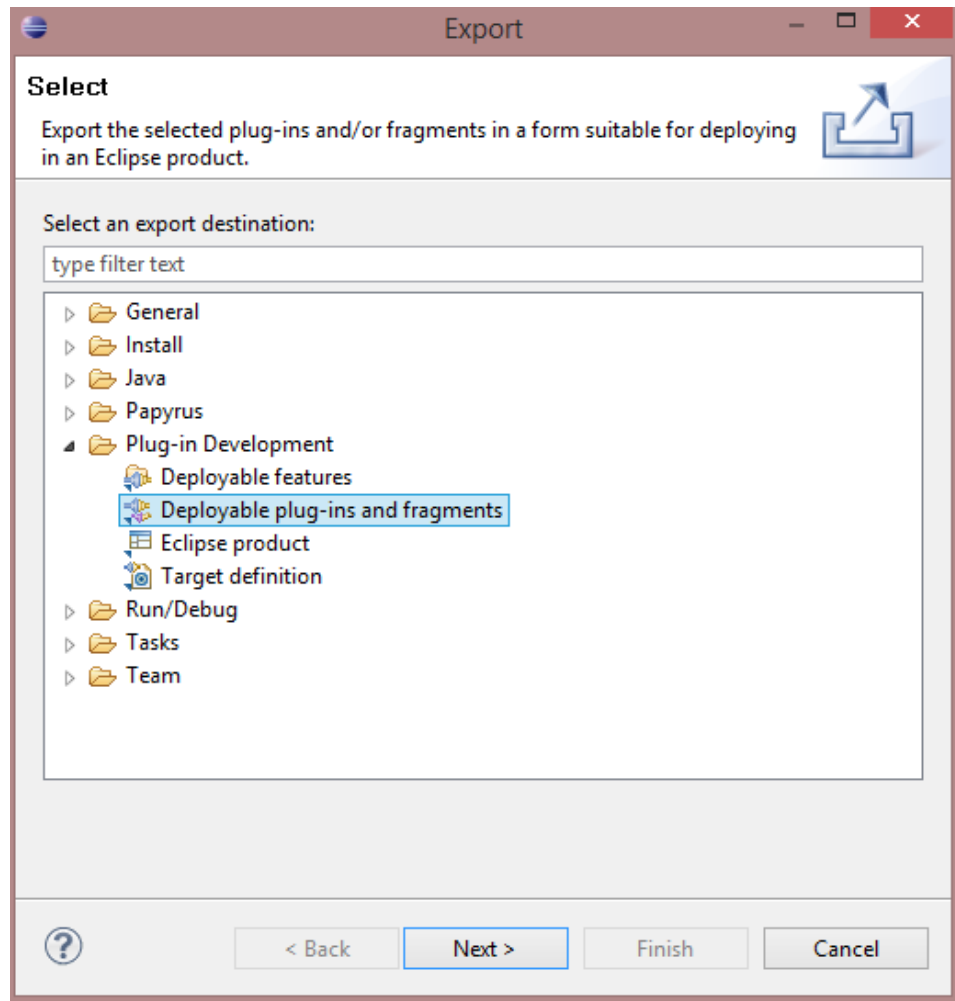 Export
Select
Export the selected plug-ins and/or fragments in a form suitable for deploying
in an Eclipse product.
Select an export destination:
type filter text
General
Install
Java
Papyrus
Plug-in Development
Deployable features
Deployable plug-ins and fragments
Eclipse product
Target definition
Run/Debug
Tasks
Team
? < Back Next > Finish Cancel